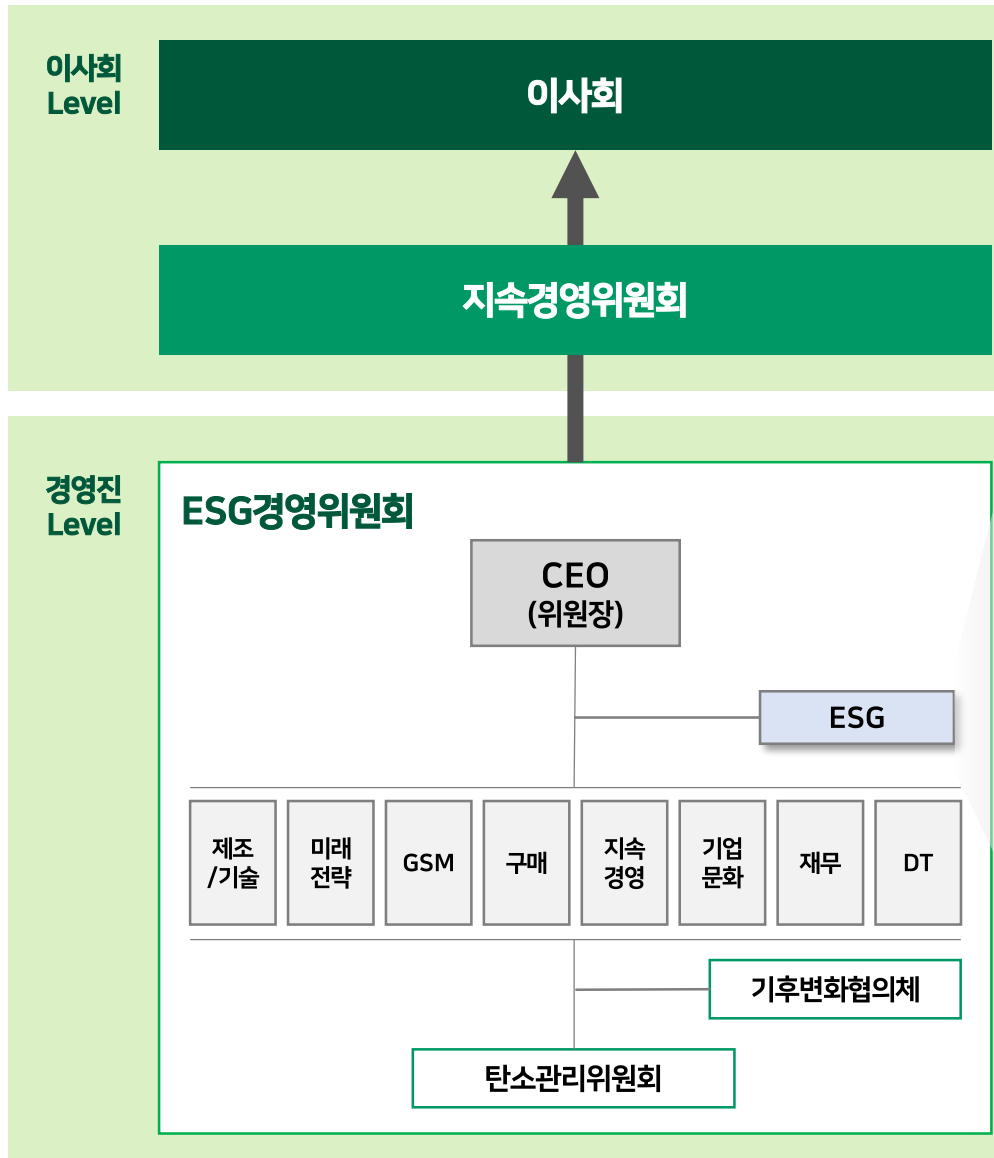 이사회
Level
이사회
지속경영위원회
경영진
Level
ESG경영위원회
CEO
(위원장)
ESG
제조
/기술
미래
전략
GSM
구매
지속
경영
기업
문화
재무
DT
기후변화협의체
탄소관리위원회